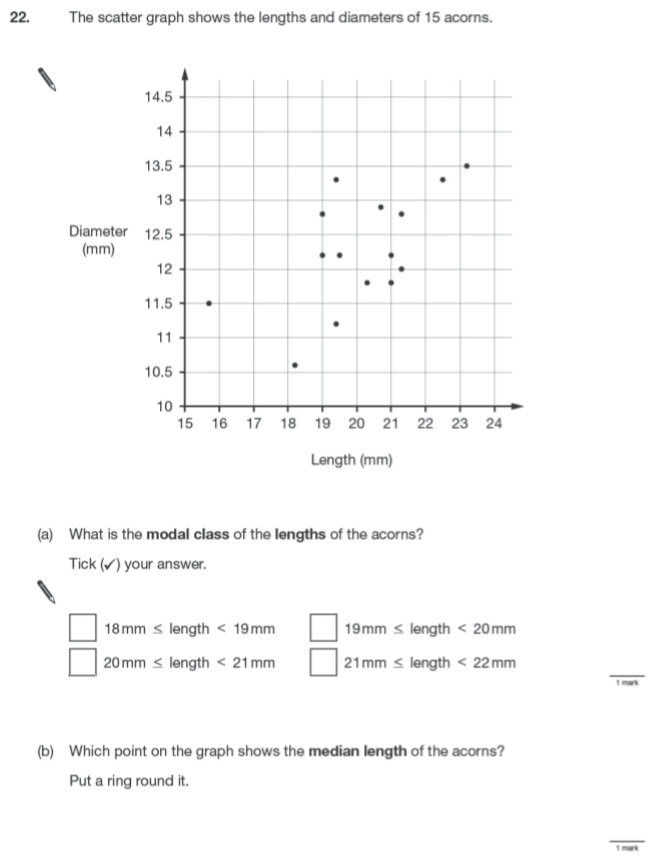 22. The scatter graph shows the lengths and diameters of 15 acorns.
14.5
14
13.5
13
Diameter 12.5
(mm)
12
11.5
11
10.5
10
15 16 17 18 19 20 21 22 23 24
Length (mm)
(a) What is the modal class of the lengths of the acorns?
Tick (✓) your answer.
18 mm ≤ length < 19 mm 19 mm ≤ length < 20 mm
20 mm ≤ length < 21 mm 21 mm ≤ length < 22 mm
1 mark
(b) Which point on the graph shows the median length of the acorns?
Put a ring round it.
1 mark